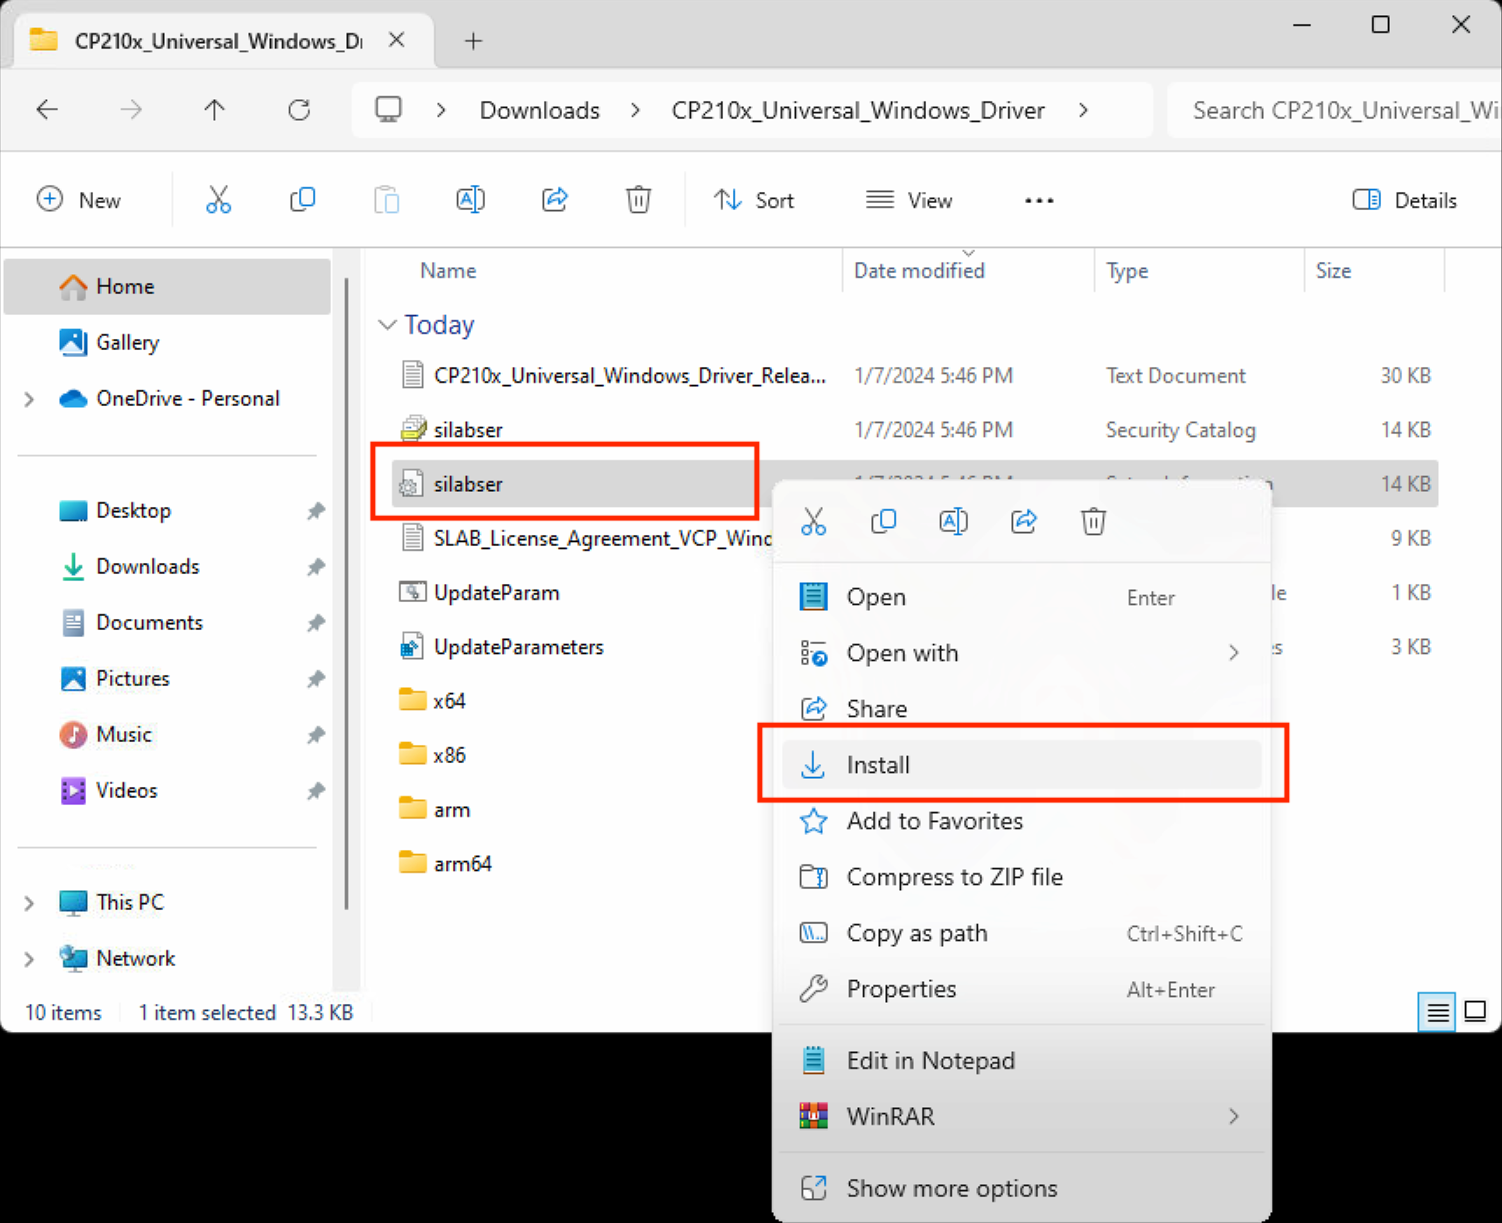 CP210x_Universal_Windows_Dr
Downloads > CP210x_Universal_Windows_Driver >
Search CP210x_Universal_Wi
New
Sort
View
Details
Home
Gallery
OneDrive - Personal
Desktop
Downloads
Documents
Pictures
Music
Videos
This PC
Network
Name Date modified Type Size
Today
CP210x_Universal_Windows_Driver_Relea... 1/7/2024 5:46 PM Text Document 30 KB
silabser 1/7/2024 5:46 PM Security Catalog 14 KB
silabser 14 KB
SLAB_License_Agreement_VCP_Wind 9 KB
UpdateParam le 1 KB
UpdateParameters es 3 KB
x64
x86
arm
arm64
Open Enter
Open with
Share
Install
Add to Favorites
Compress to ZIP file
Copy as path Ctrl+Shift+C
Properties Alt+Enter
Edit in Notepad
WinRAR
Show more options
10 items 1 item selected 13.3 KB